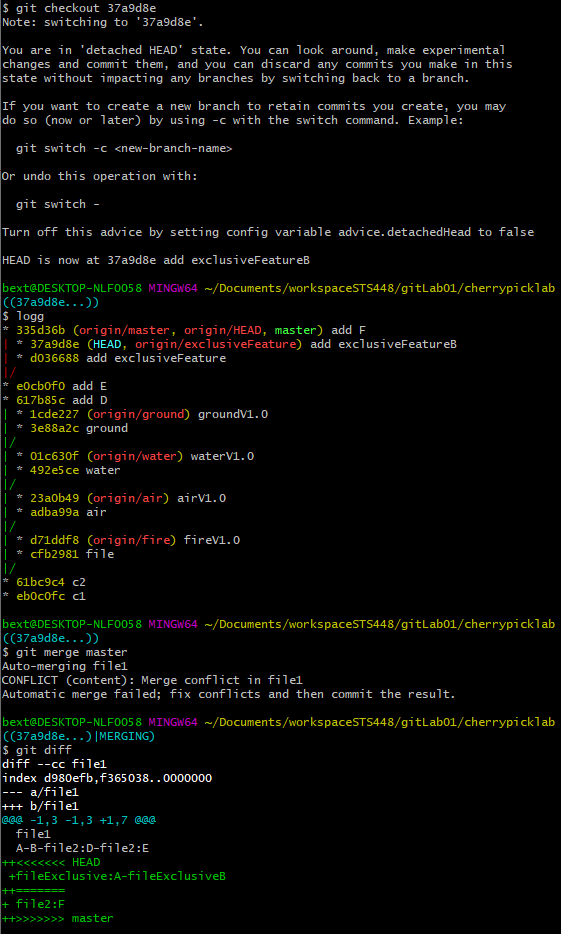 $ git checkout 37a9d8e
Note: switching to '37a9d8e'.
You are in 'detached HEAD' state. You can look around, make experimental
changes and commit them, and you can discard any commits you make in this
state without impacting any branches by switching back to a branch.
If you want to create a new branch to retain commits you create, you may
do so (now or later) by using -c with the switch command. Example:
  git switch -c <new-branch-name>
Or undo this operation with:
  git switch -
Turn off this advice by setting config variable advice.detachedHead to false
HEAD is now at 37a9d8e add exclusiveFeatureB
bext@DESKTOP-NLFOO58 MINGW64 ~/Documents/workspaceSTS448/gitLab01/cherrypicklab
((37a9d8e...))
$ logg
* 335d36b (origin/master, origin/HEAD, master) add F
| * 37a9d8e (HEAD, origin/exclusiveFeature) add exclusiveFeatureB
| * d036688 add exclusiveFeature
|/
* e0cb0f0 add E
* 617b85c add D
| * 1cde227 (origin/ground) groundV1.0
| * 3e88a2c ground
|/
| * 01c630f (origin/water) waterV1.0
| * 492e5ce water
|/
| * 23a0b49 (origin/air) airV1.0
| * adba99a air
|/
| * d71ddf8 (origin/fire) fireV1.0
| * cfb2981 file
|/
* 61bc9c4 c2
* eb0c0fc c1
bext@DESKTOP-NLFOO58 MINGW64 ~/Documents/workspaceSTS448/gitLab01/cherrypicklab
((37a9d8e...))
$ git merge master
Auto-merging file1
CONFLICT (content): Merge conflict in file1
Automatic merge failed; fix conflicts and then commit the result.
bext@DESKTOP-NLFOO58 MINGW64 ~/Documents/workspaceSTS448/gitLab01/cherrypicklab
((37a9d8e...)|MERGING)
$ git diff
diff --cc file1
index d980efb,f365038..0000000
--- a/file1
+++ b/file1
@@@ -1,3 -1,3 +1,7 @@@
  file1
  A-B-file2:D-file2:E
++<<<<<<< HEAD
 +fileExclusive:A-fileExclusiveB
++=======
+ file2:F
++>>>>>>> master